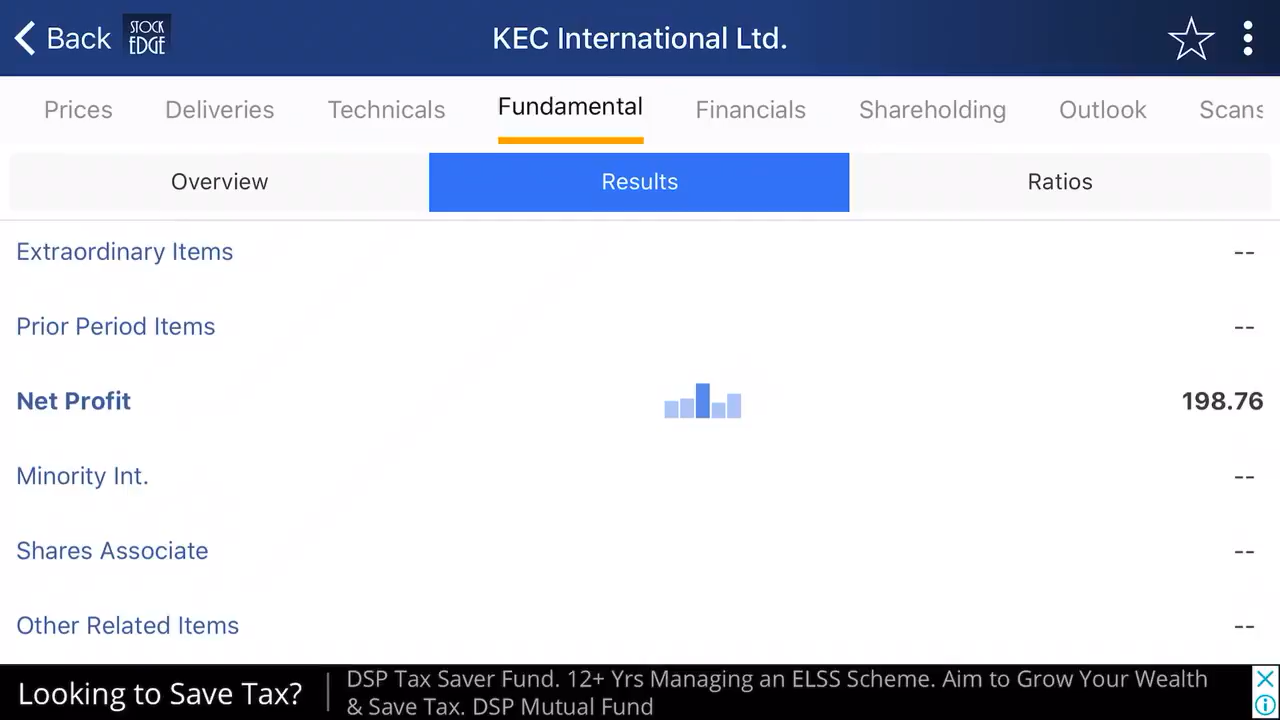 Back
STOCK
EDGE
KEC International Ltd.
Prices Deliveries Technicals Fundamental Financials Shareholding Outlook Scans
Overview Results Ratios
Extraordinary Items --
Prior Period Items --
Net Profit 198.76
Minority Int. --
Shares Associate --
Other Related Items --
Looking to Save Tax?
DSP Tax Saver Fund. 12+ Yrs Managing an ELSS Scheme. Aim to Grow Your Wealth
& Save Tax. DSP Mutual Fund